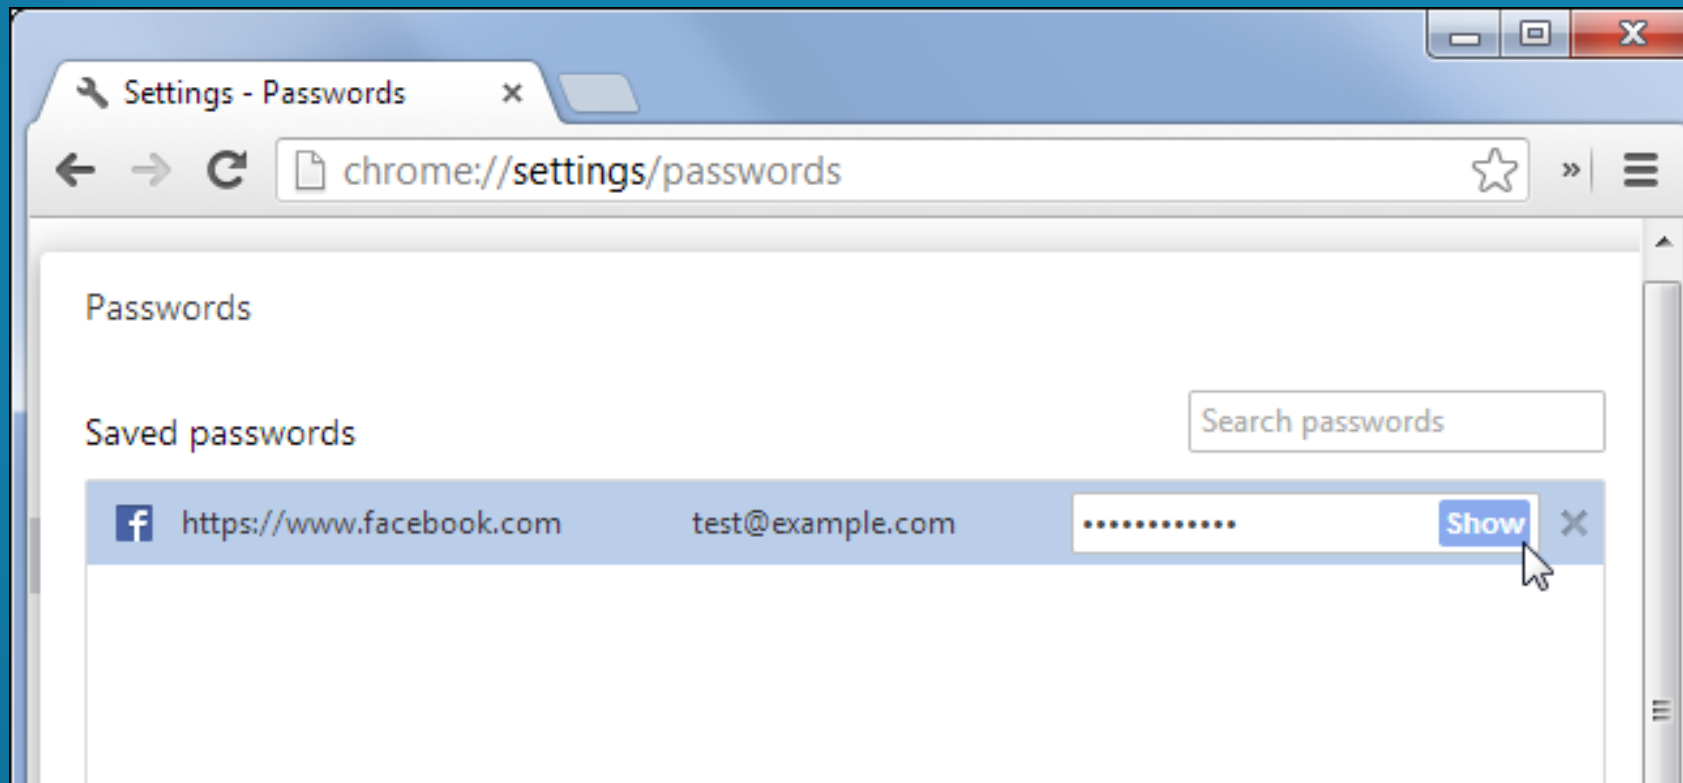 Settings - Passwords
chrome://settings/passwords
Passwords
Search passwords
Saved passwords
f https://www.facebook.com test@example.com •••••••••••• Show